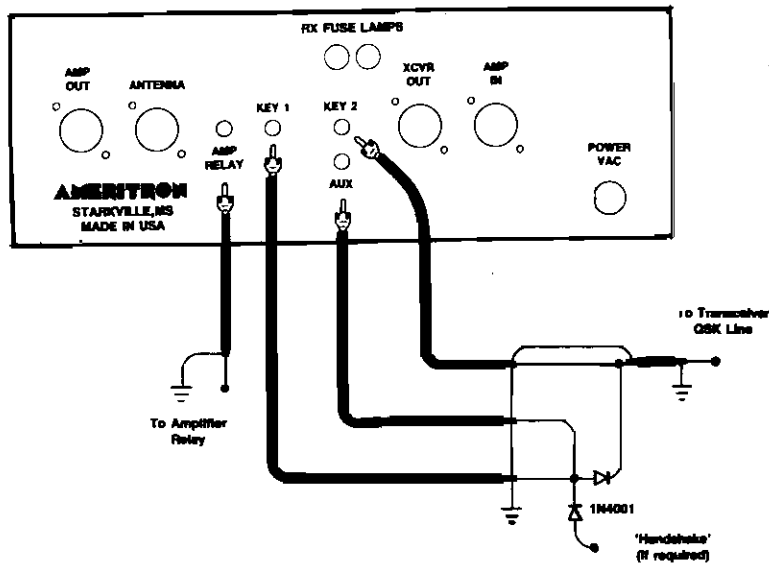 RX FUSE LAMPS
AMP
OUT
ANTENNA
KEY 1
KEY 2
XCVR
OUT
AMP
IN
AMP
RELAY
AUX
POWER
VAC
AMERITRON
STARKVILLE,MS
MADE IN USA
To Transceiver
QSK Line
To Amplifier
Relay
1N4001
'Handshake'
(If required)